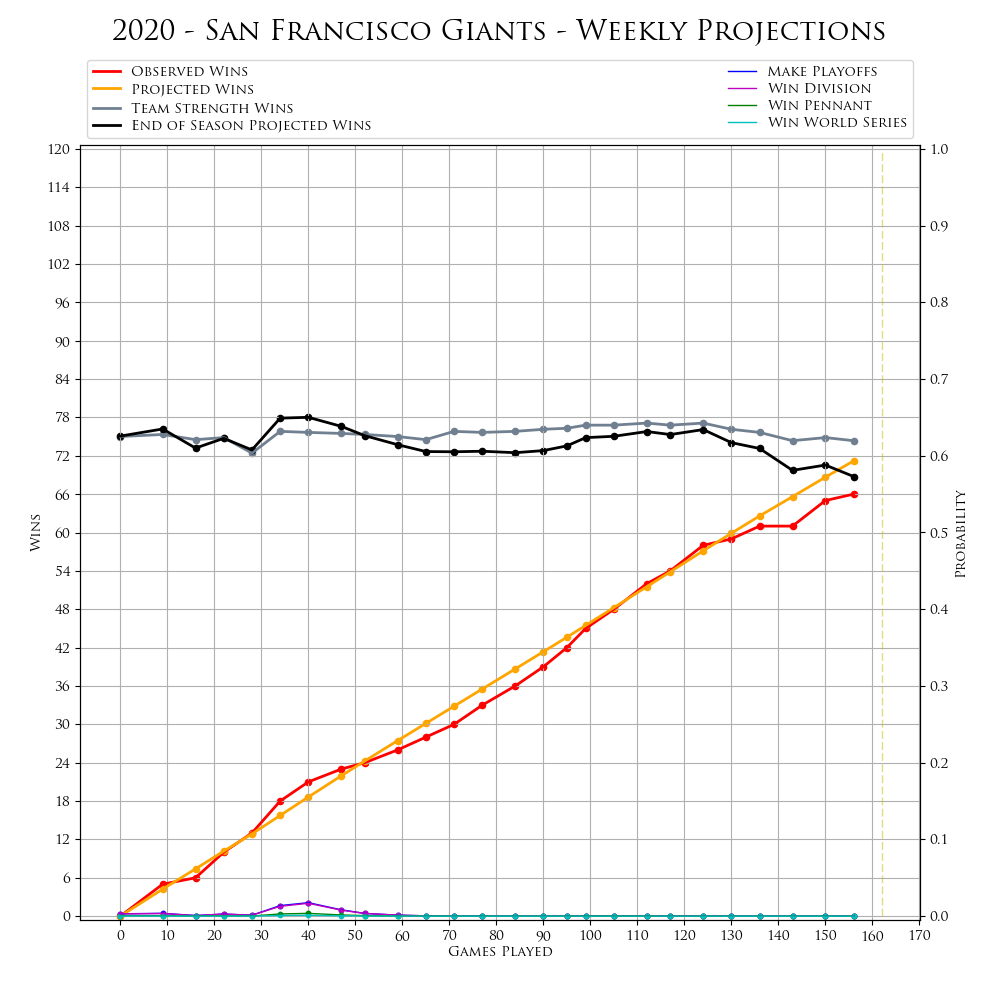 2020 - San Francisco Giants - Weekly Projections
Observed Wins
Projected Wins
Team Strength Wins
End of Season Projected Wins
Make Playoffs
Win Division
Win Pennant
Win World Series
120
114
108
102
96
90
84
78
72
66
60
54
48
42
36
30
24
18
12
6
0
Wins
1.0
0.9
0.8
0.7
0.6
0.5
0.4
0.3
0.2
0.1
0.0
Probability
0 10 20 30 40 50 60 70 80 90 100 110 120 130 140 150 160 170
Games Played